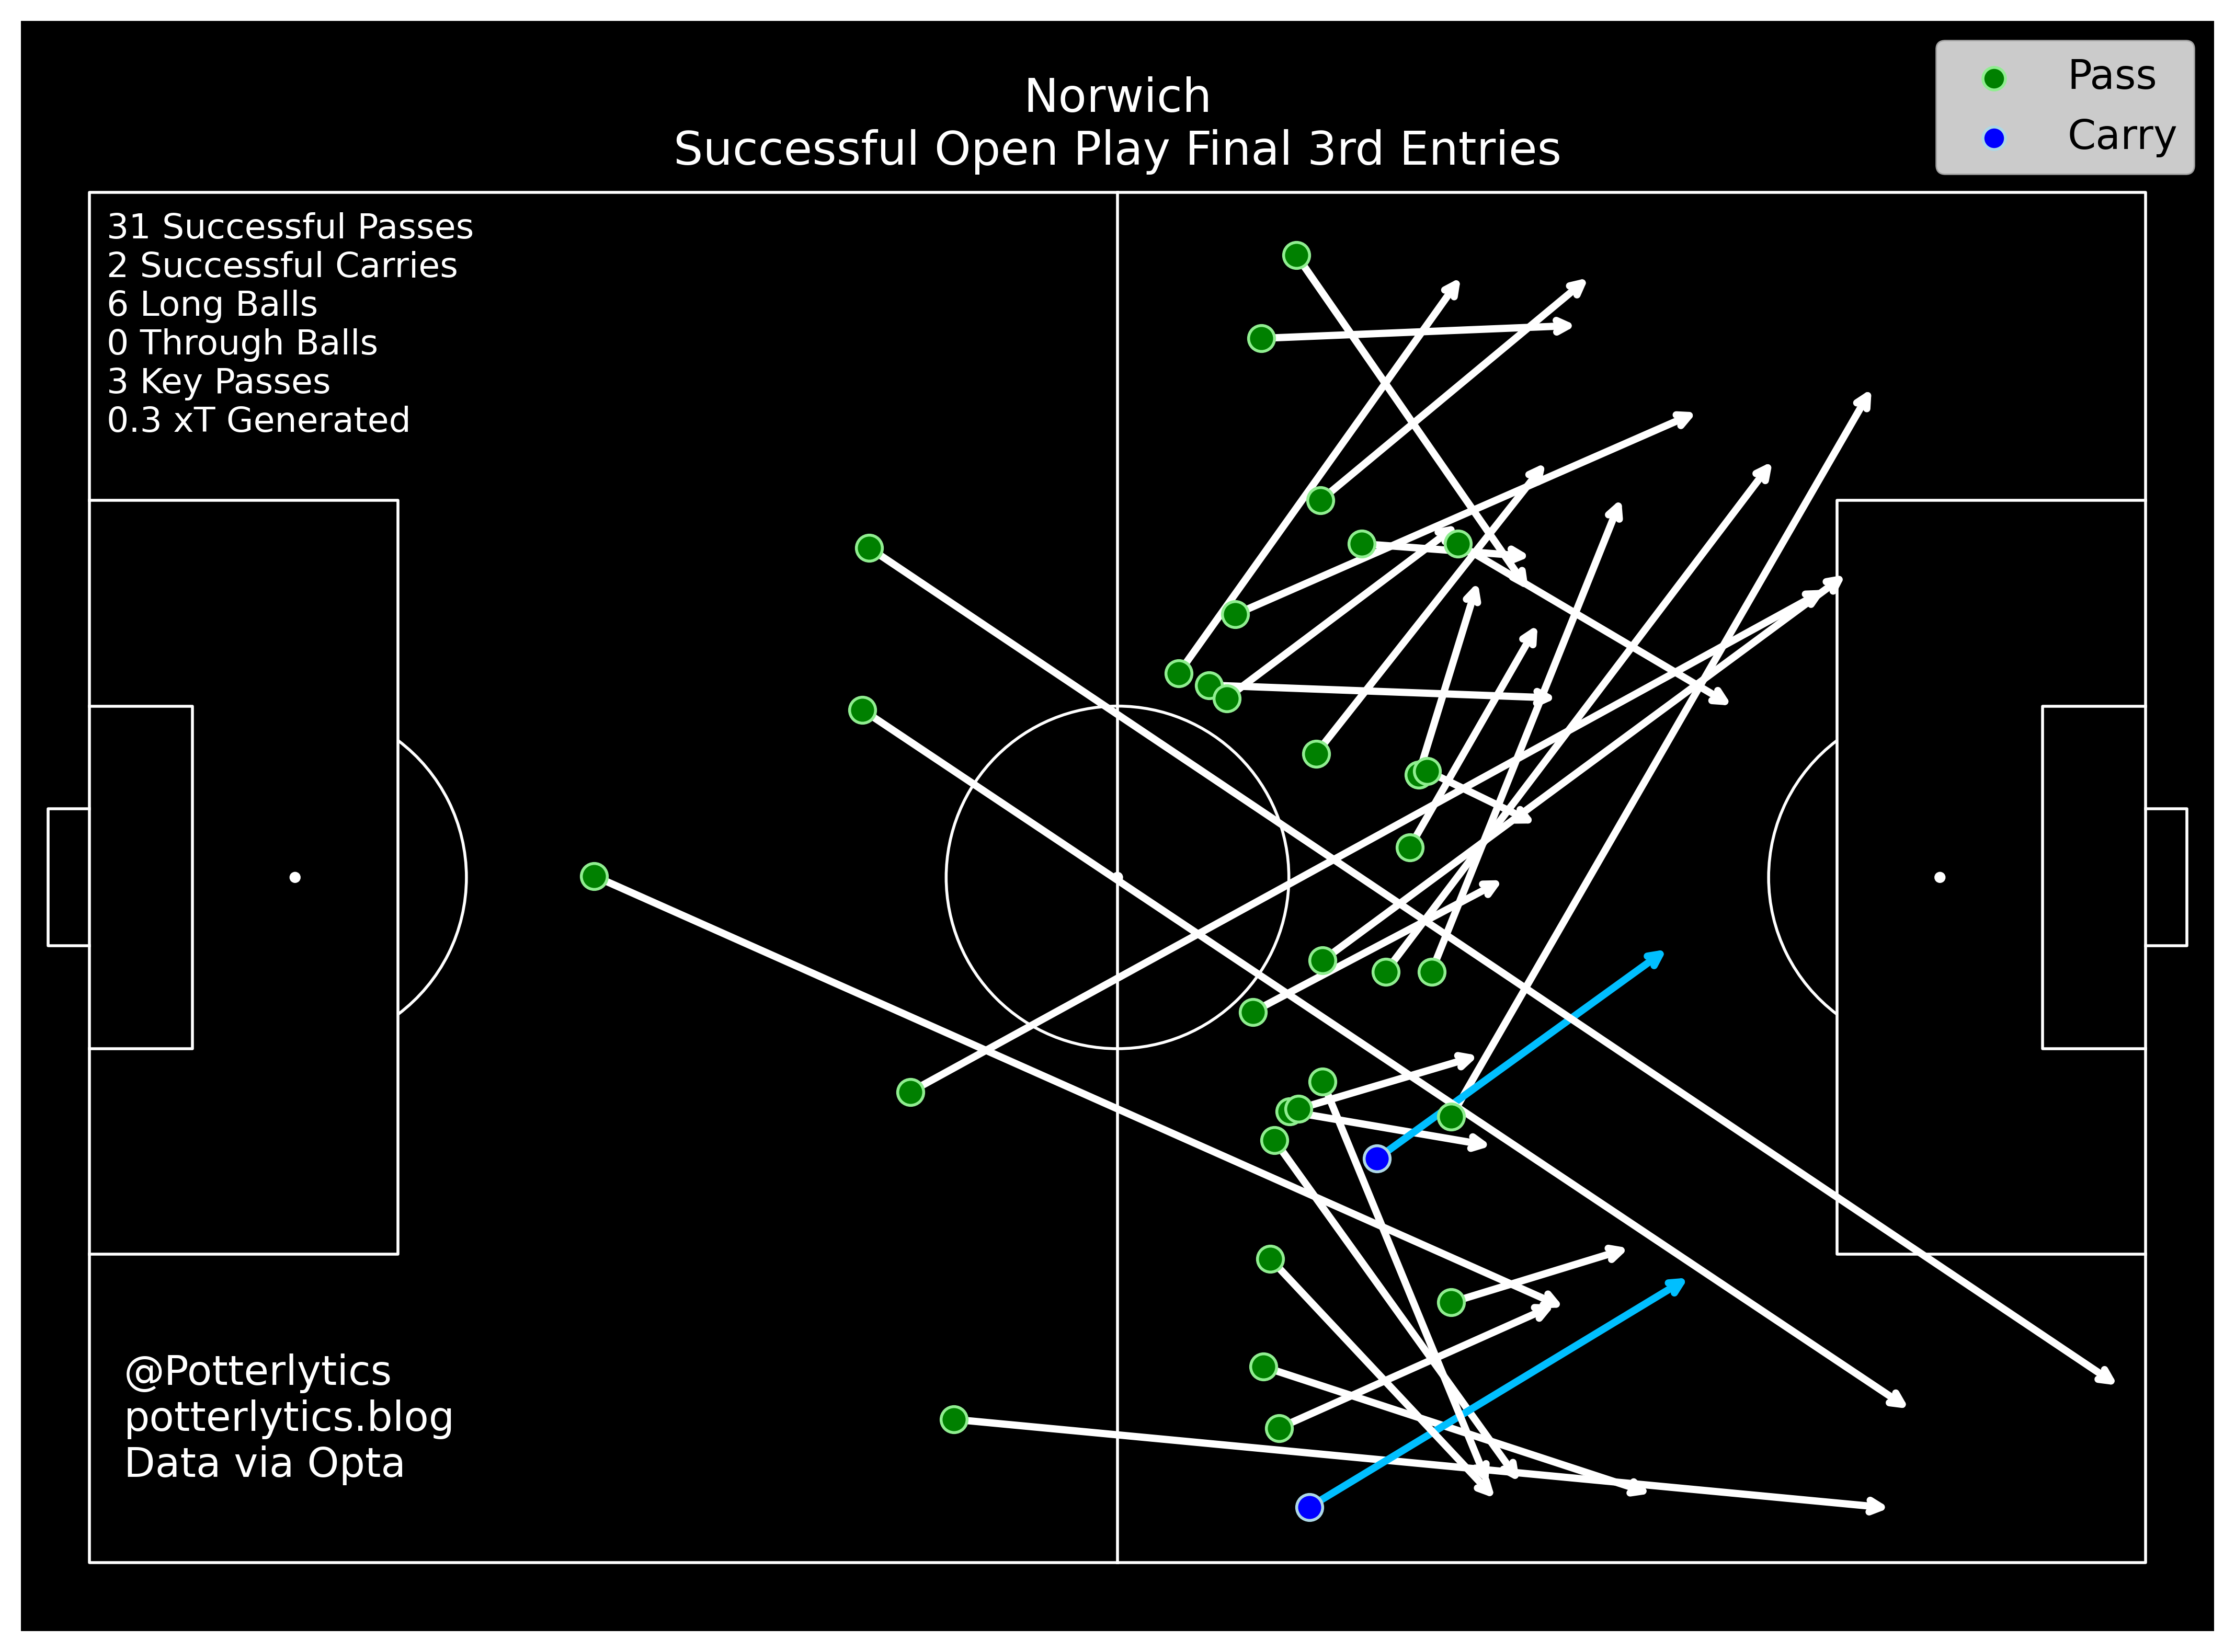 Norwich
Successful Open Play Final 3rd Entries
Pass
Carry
31 Successful Passes
2 Successful Carries
6 Long Balls
0 Through Balls
3 Key Passes
0.3 xT Generated
@Potterlytics
potterlytics.blog
Data via Opta